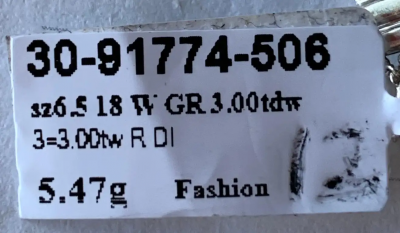 30-91774-506
sz6.5 18 W GR 3.00tdw
3=3.00tw R DI
5.47g Fashion